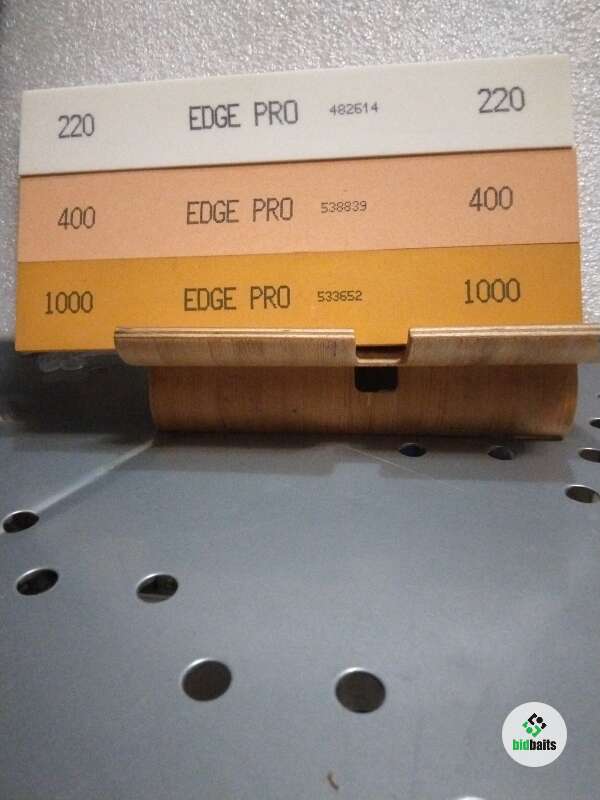 220 EDGE PRO 482614 220
400 EDGE PRO 538839 400
1000 EDGE PRO 533652 1000
bidbaits